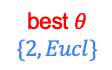 best θ
{2, Eucl}